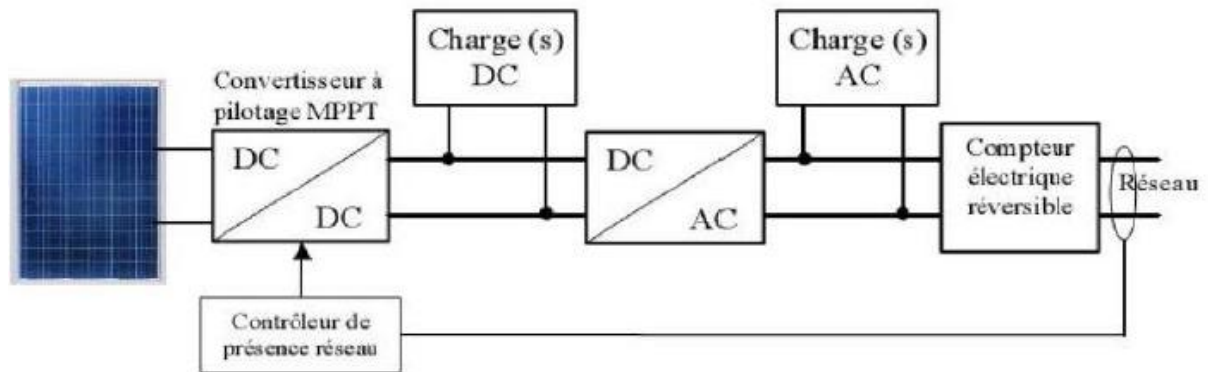 Charge (s)
DC
Charge (s)
AC
Convertisseur à
pilotage MPPT
DC
DC
DC
AC
Compteur
électrique
réversible
Réseau
Contrôleur de
présence réseau